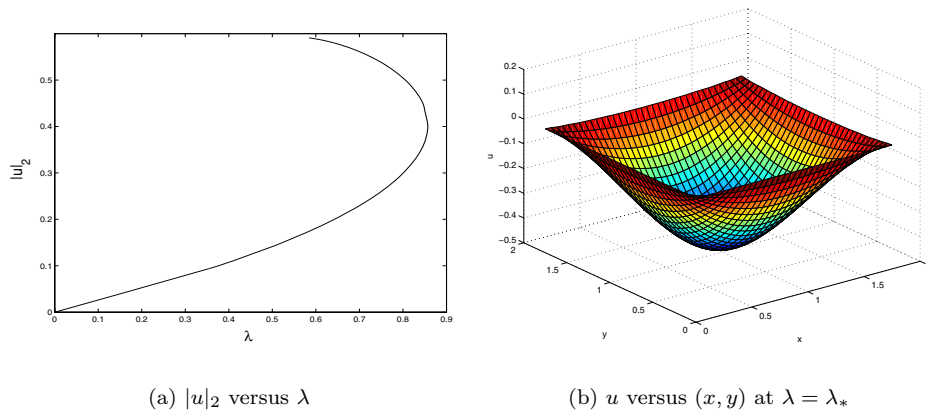 0.5
0.4
0.3
0.2
0.1
0
|u|₂
0 0.1 0.2 0.3 0.4 0.5 0.6 0.7 0.8 0.9
λ
0.2
0.1
0
−0.1
−0.2
−0.3
−0.4
−0.5
u
2
1.5
1
0.5
0
y
0
0.5
1
1.5
x
(a) |u|₂ versus λ
(b) u versus (x, y) at λ = λ∗